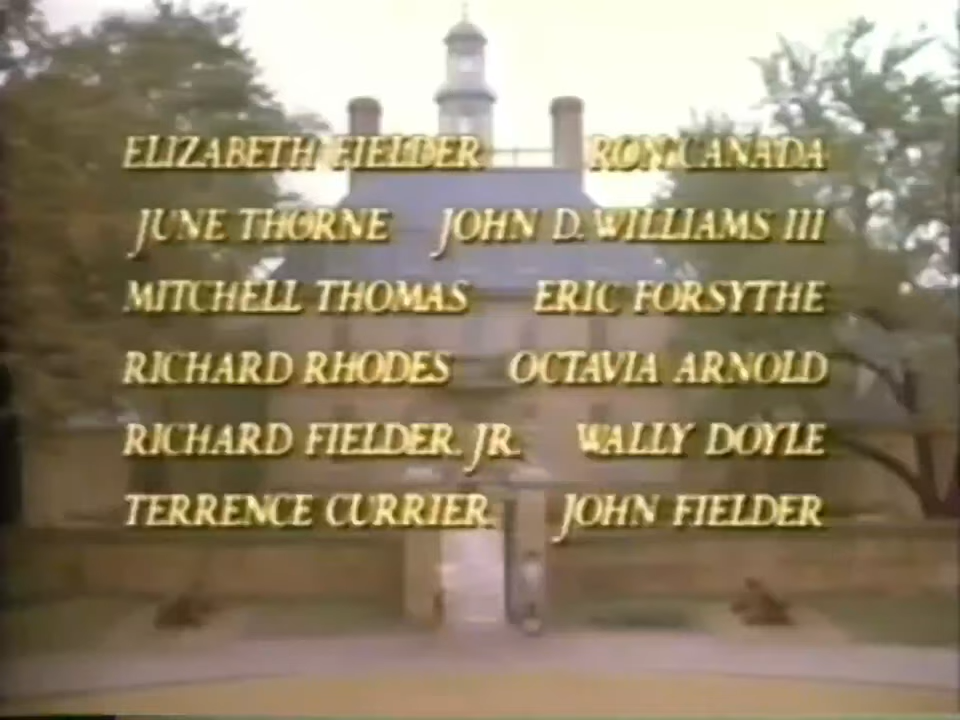 ELIZABETH FIELDER RON CANADA
JUNE THORNE JOHN D. WILLIAMS III
MITCHELL THOMAS ERIC FORSYTHE
RICHARD RHODES OCTAVIA ARNOLD
RICHARD FIELDER, JR. WALLY DOYLE
TERRENCE CURRIER JOHN FIELDER